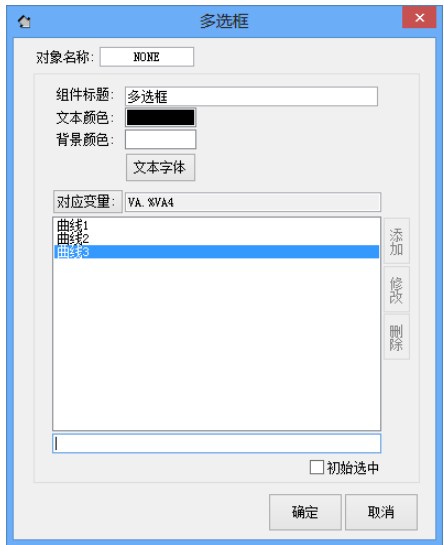 多选框
对象名称： NONE
组件标题： 多选框
文本颜色：
背景颜色：
文本字体
对应变量： VA.%VA4
曲线1
曲线2
曲线3
添加
修改
删除
初始选中
确定 取消